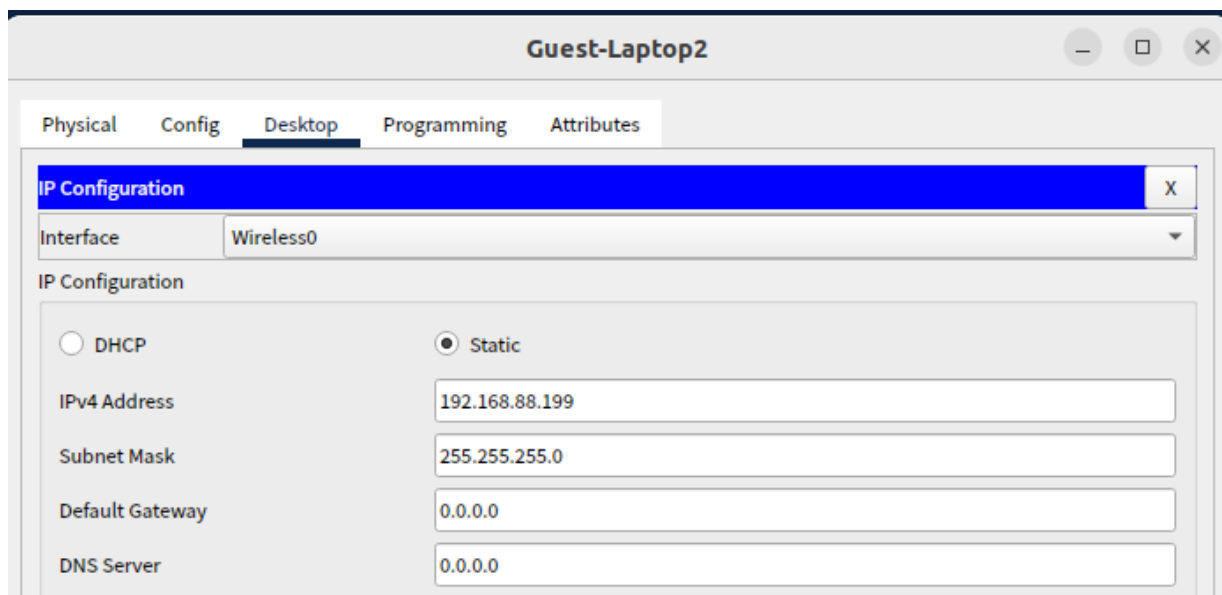 Guest-Laptop2
Physical Config Desktop Programming Attributes
IP Configuration X
Interface Wireless0
IP Configuration
DHCP Static
IPv4 Address 192.168.88.199
Subnet Mask 255.255.255.0
Default Gateway 0.0.0.0
DNS Server 0.0.0.0